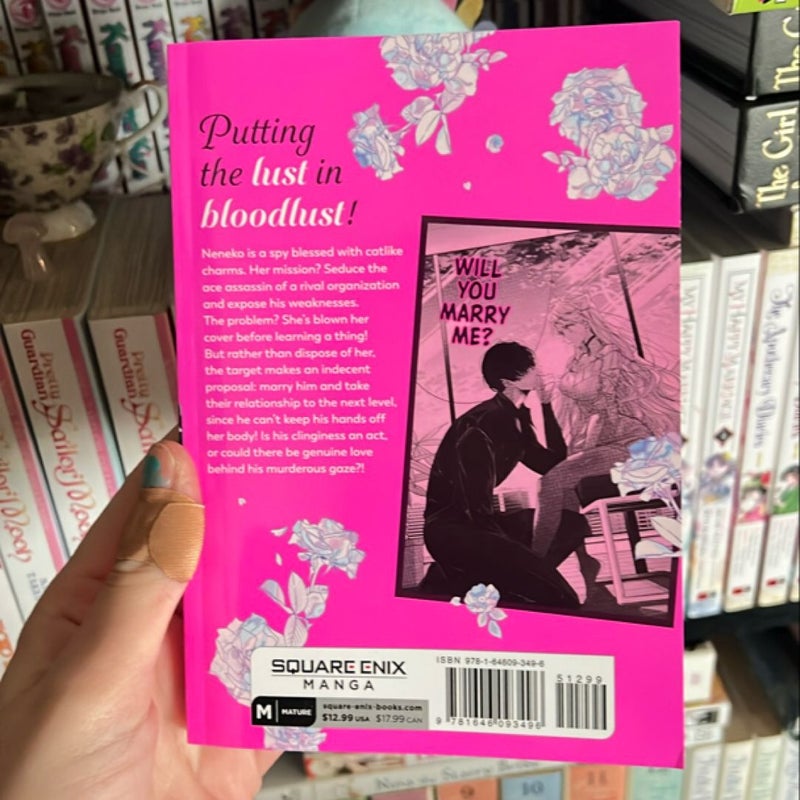 Putting
the lust in
bloodlust!
Neneko is a spy blessed with catlike
charms. Her mission? Seduce the
ace assassin of a rival organization
and expose his weaknesses.
The problem? She's blown her
cover before learning a thing!
But rather than dispose of her,
the target makes an indecent
proposal: marry him and take
their relationship to the next level,
since he can't keep his hands off
her body! Is his clinginess an act,
or could there be genuine love
behind his murderous gaze?!
WILL
YOU
MARRY
ME?
SQUARE ENIX
MANGA
M MATURE
square-enix-books.com
$12.99 USA $17.99 CAN
ISBN 978-1-64609-349-6
51299
9 781646 093496
Pretty
Guardian
Sailor Moon
Pretty
Guardian
Sailor Moon
The Girl
MY HAPPY MARRIAGE
MY HAPPY MARRIAGE
The Apothecary Diaries
9
10
11